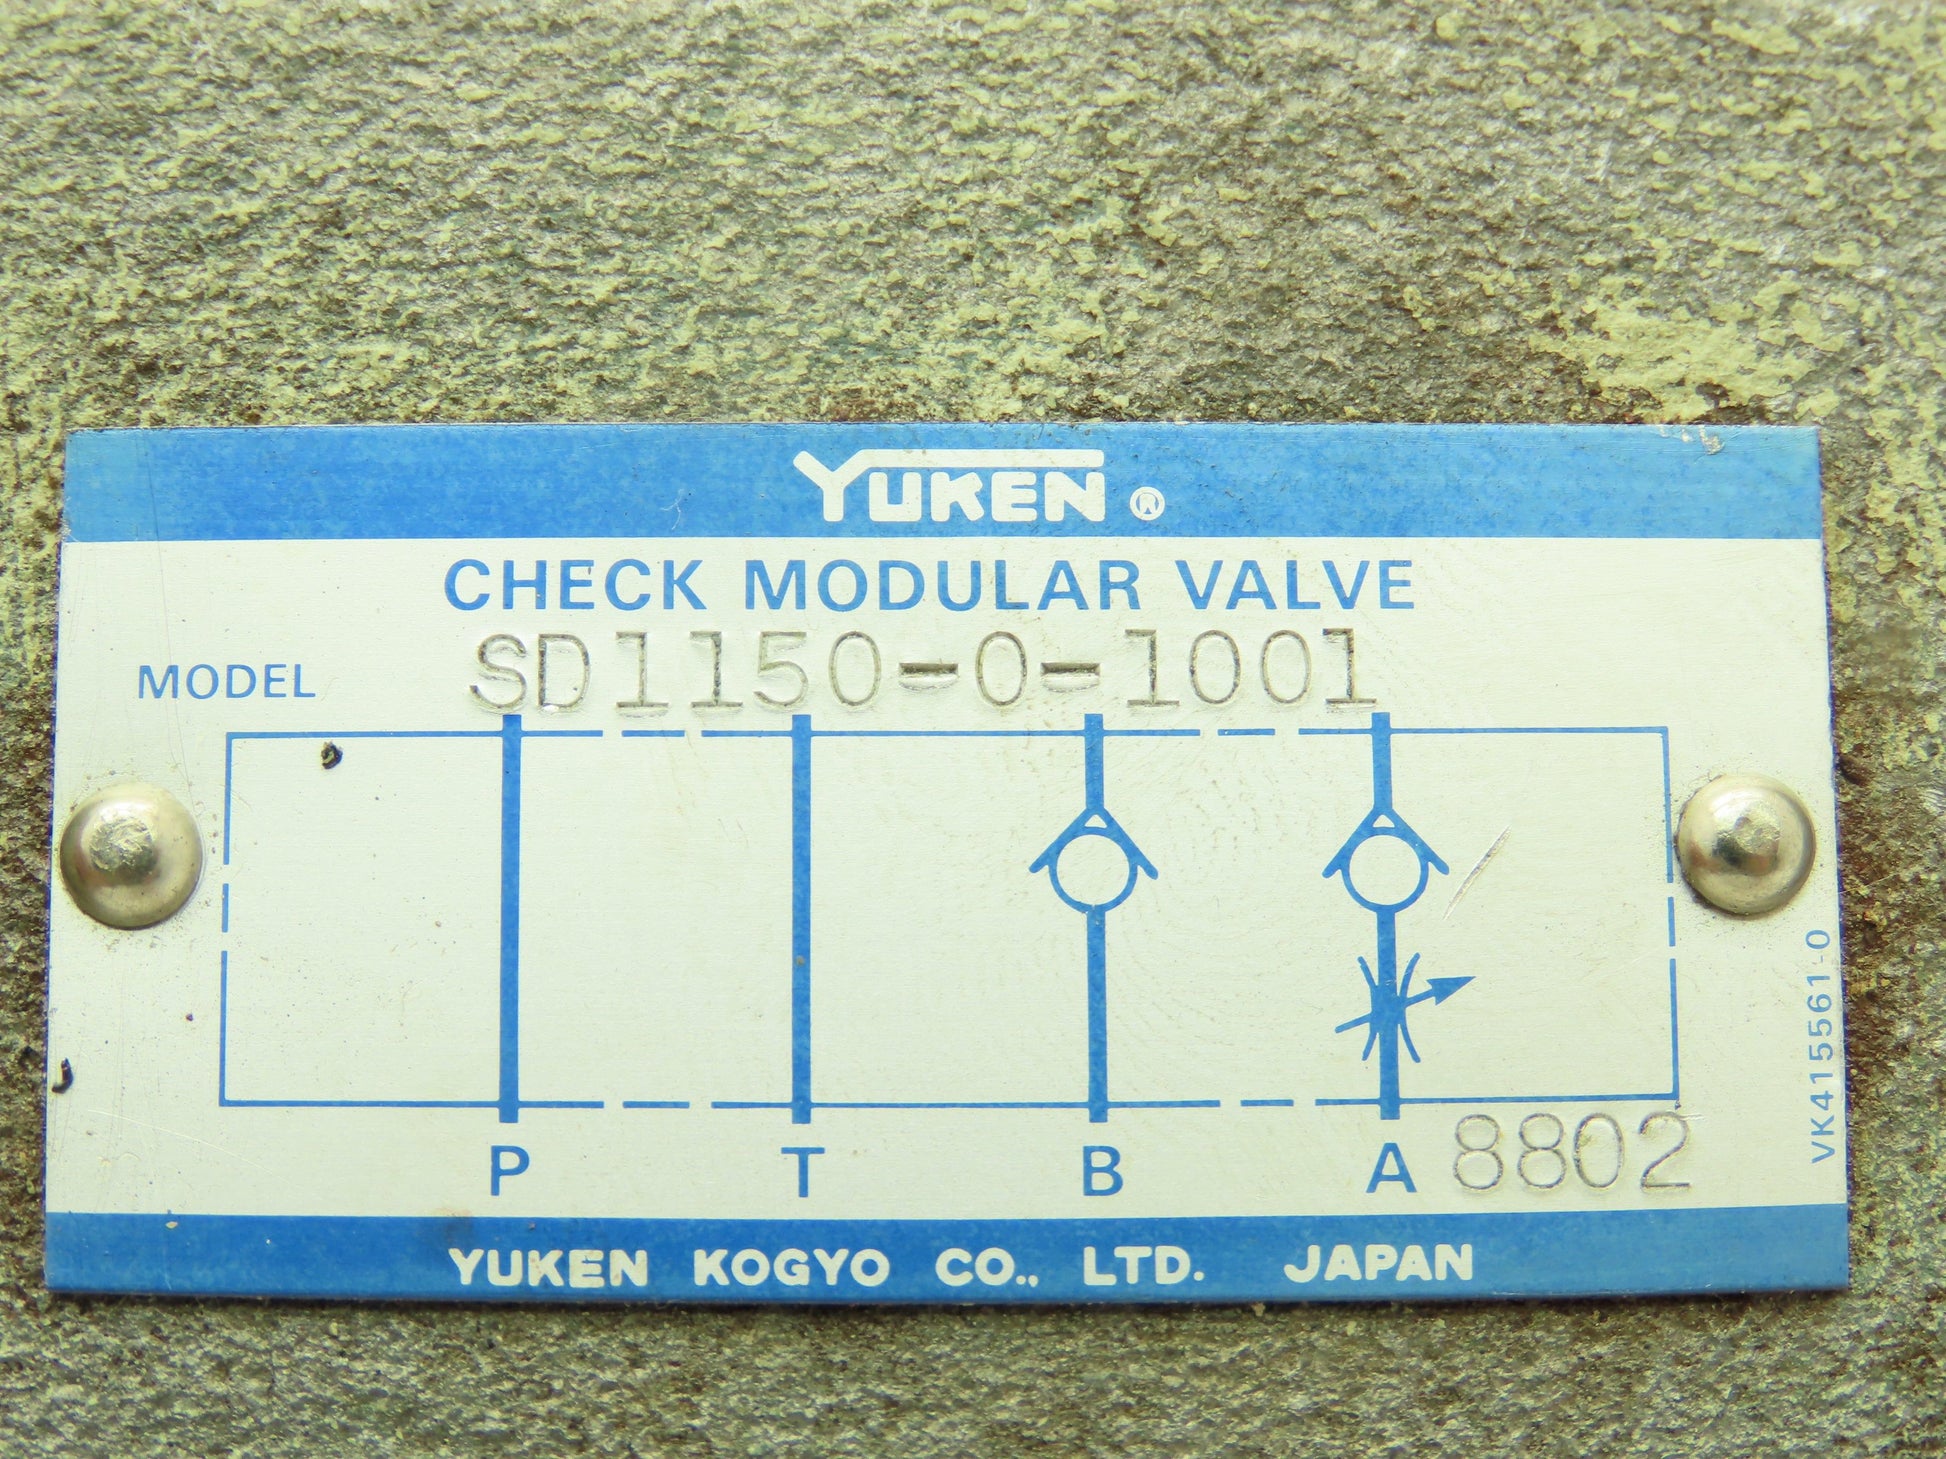 YUKEN ®
CHECK MODULAR VALVE
MODEL SD1150-0-1001
P T B A 8802
VK415561-0
YUKEN KOGYO CO., LTD. JAPAN